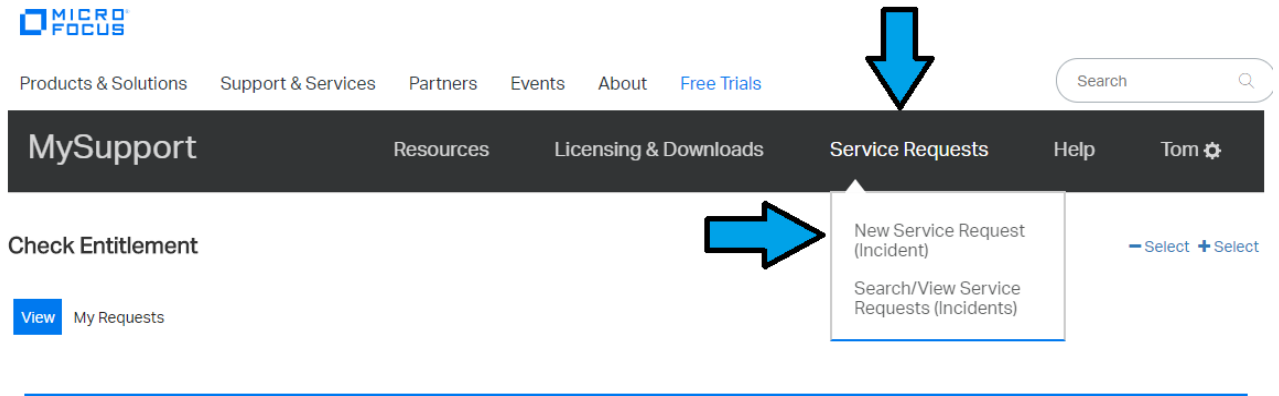 MICRO
FOCUS
Products & Solutions Support & Services Partners Events About Free Trials Search
MySupport Resources Licensing & Downloads Service Requests Help Tom
New Service Request
(Incident)
Check Entitlement Select Select
Search/View Service
Requests (Incidents)
View My Requests